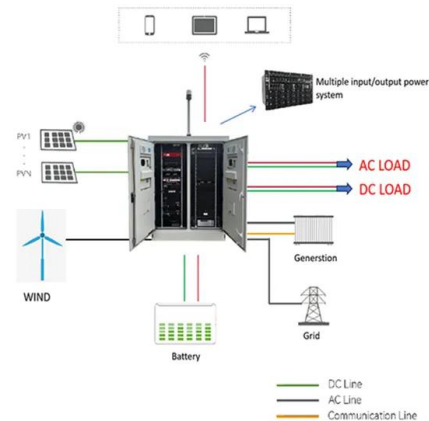 Multiple input/output power
system
PV1
PVN
AC LOAD
DC LOAD
WIND
Generstion
Grid
Battery
DC Line
AC Line
Communication Line